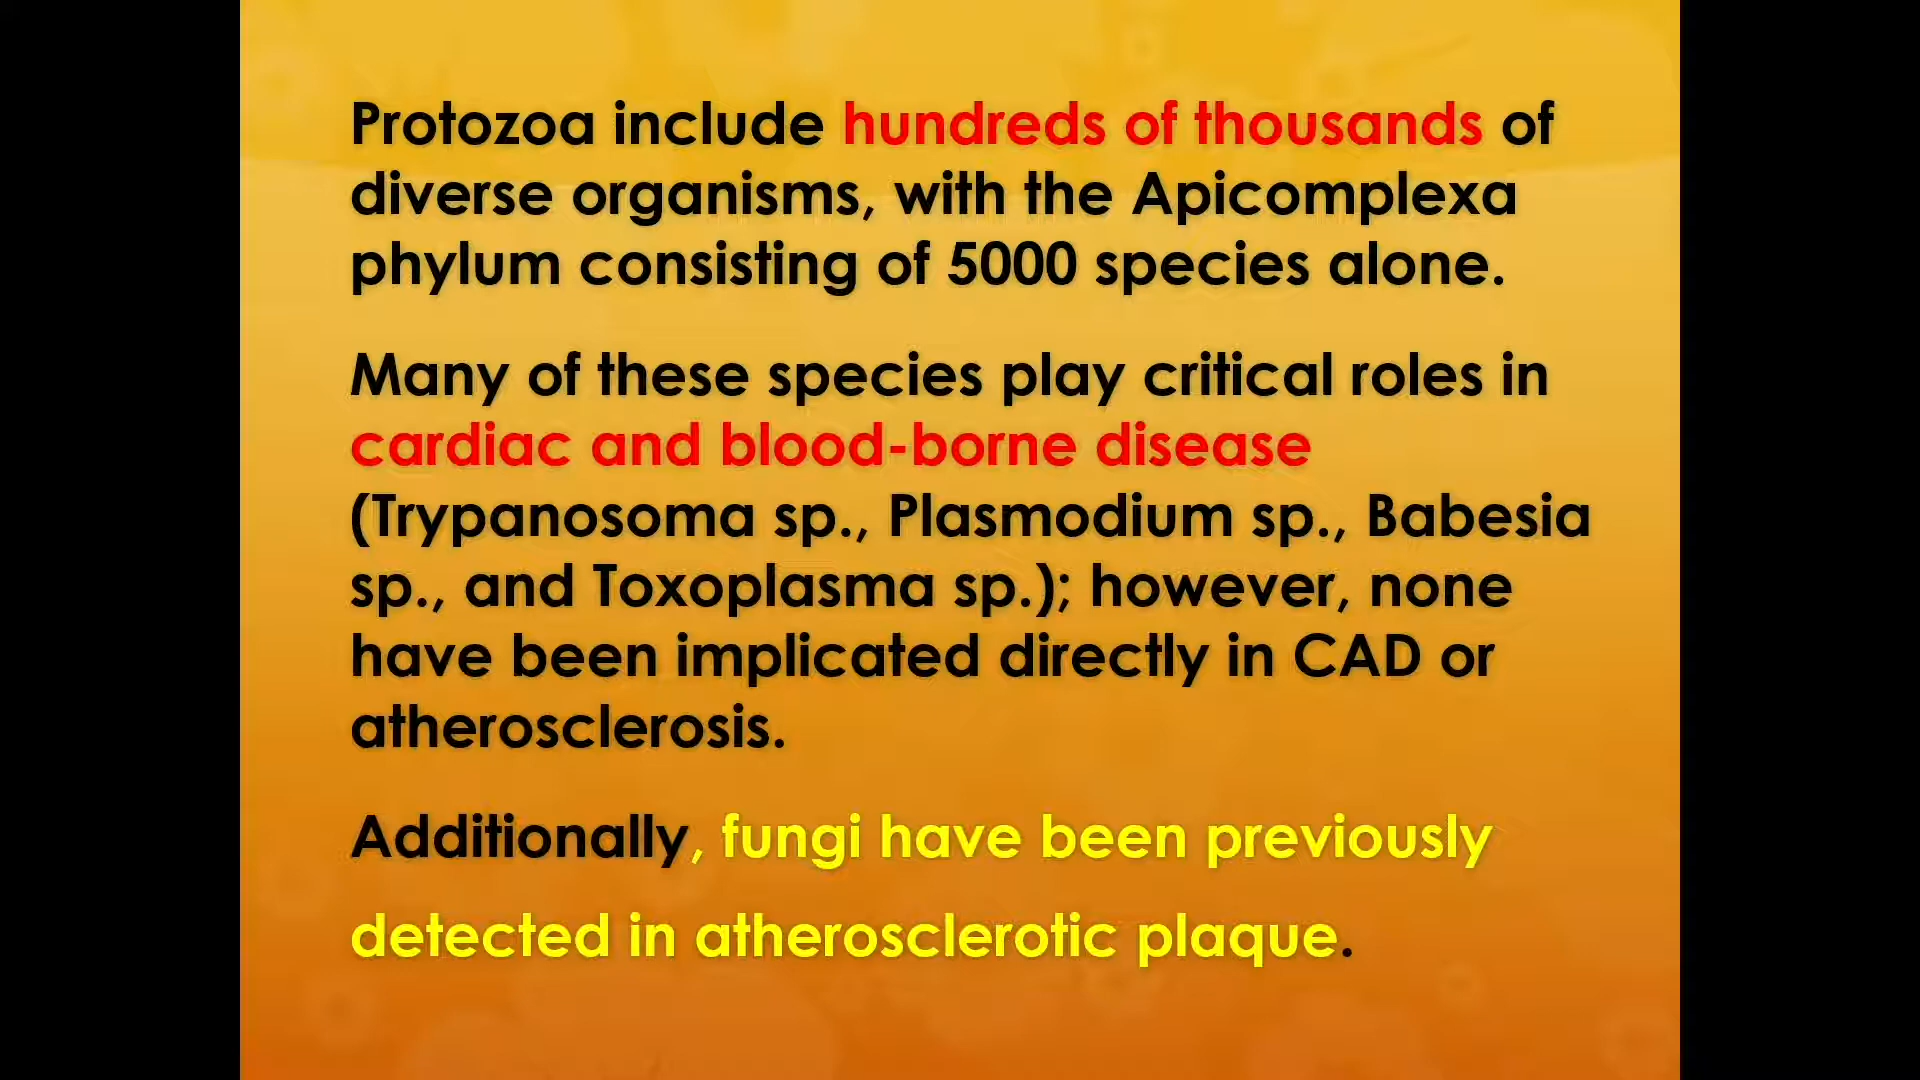 Protozoa include hundreds of thousands of
diverse organisms, with the Apicomplexa
phylum consisting of 5000 species alone.
Many of these species play critical roles in
cardiac and blood-borne disease
(Trypanosoma sp., Plasmodium sp., Babesia
sp., and Toxoplasma sp.); however, none
have been implicated directly in CAD or
atherosclerosis.
Additionally, fungi have been previously
detected in atherosclerotic plaque.